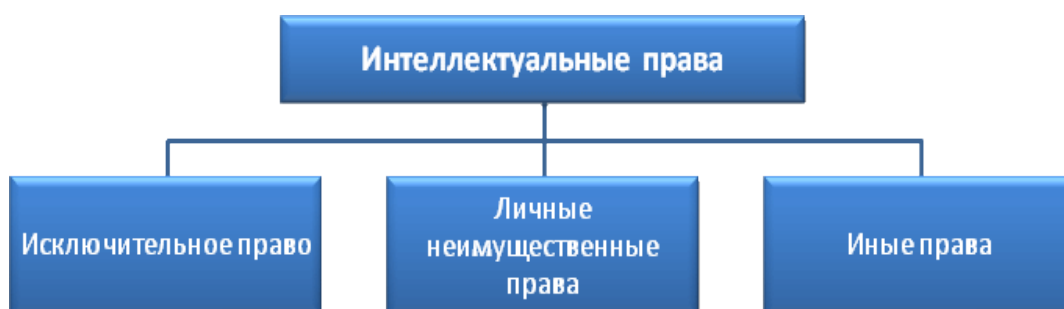 Интеллектуальные права
Исключительное право
Личные
неимущественные
права
Иные права